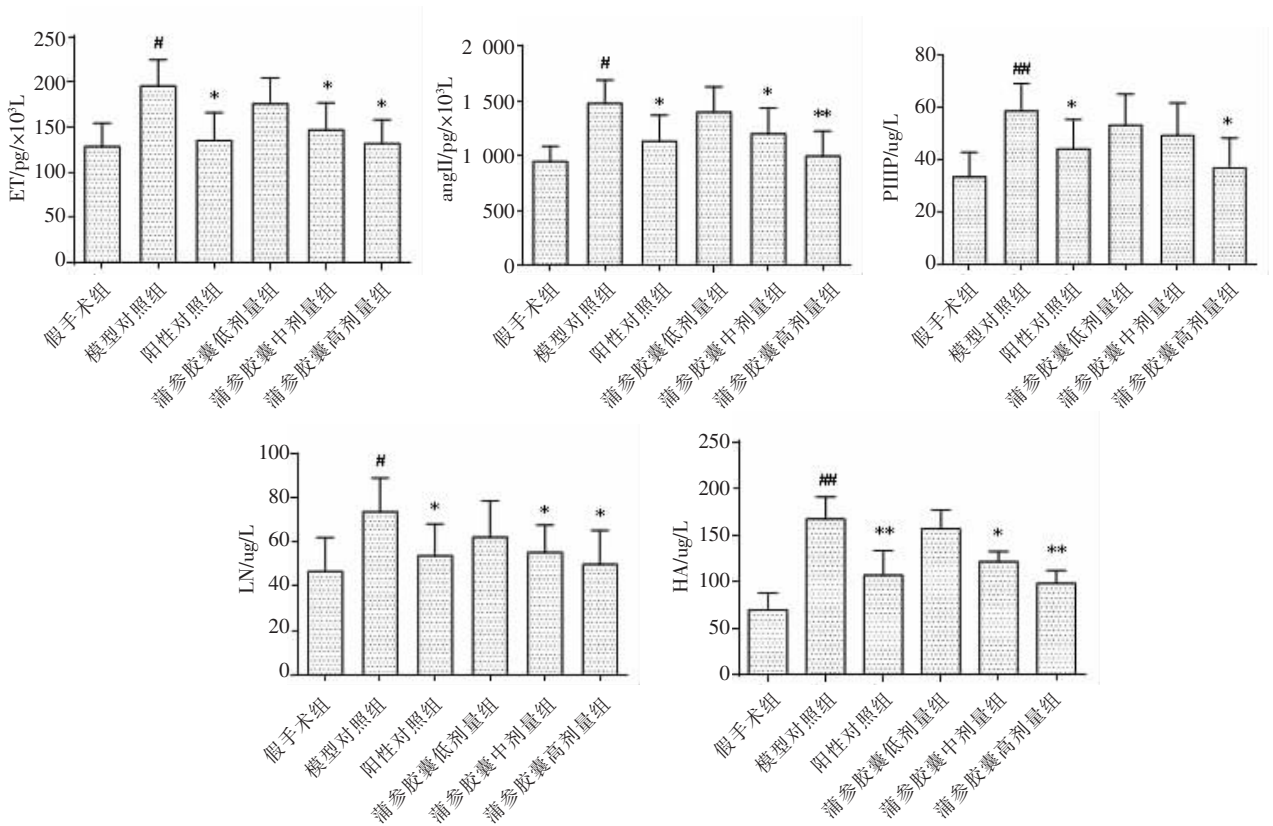 250
200
150
100
50
0
ET/pg/×10³L
#
*
*
*
假手术组
模型对照组
阳性对照组
蒲参胶囊低剂量组
蒲参胶囊中剂量组
蒲参胶囊高剂量组
2 000
1 500
1 000
500
0
angII/pg/×10³L
#
*
*
**
假手术组
模型对照组
阳性对照组
蒲参胶囊低剂量组
蒲参胶囊中剂量组
蒲参胶囊高剂量组
80
60
40
20
0
PIIIP/ug/L
##
*
*
假手术组
模型对照组
阳性对照组
蒲参胶囊低剂量组
蒲参胶囊中剂量组
蒲参胶囊高剂量组
100
80
60
40
20
0
LN/ug/L
#
*
*
*
假手术组
模型对照组
阳性对照组
蒲参胶囊低剂量组
蒲参胶囊中剂量组
蒲参胶囊高剂量组
250
200
150
100
50
0
HA/ug/L
##
**
*
**
假手术组
模型对照组
阳性对照组
蒲参胶囊低剂量组
蒲参胶囊中剂量组
蒲参胶囊高剂量组